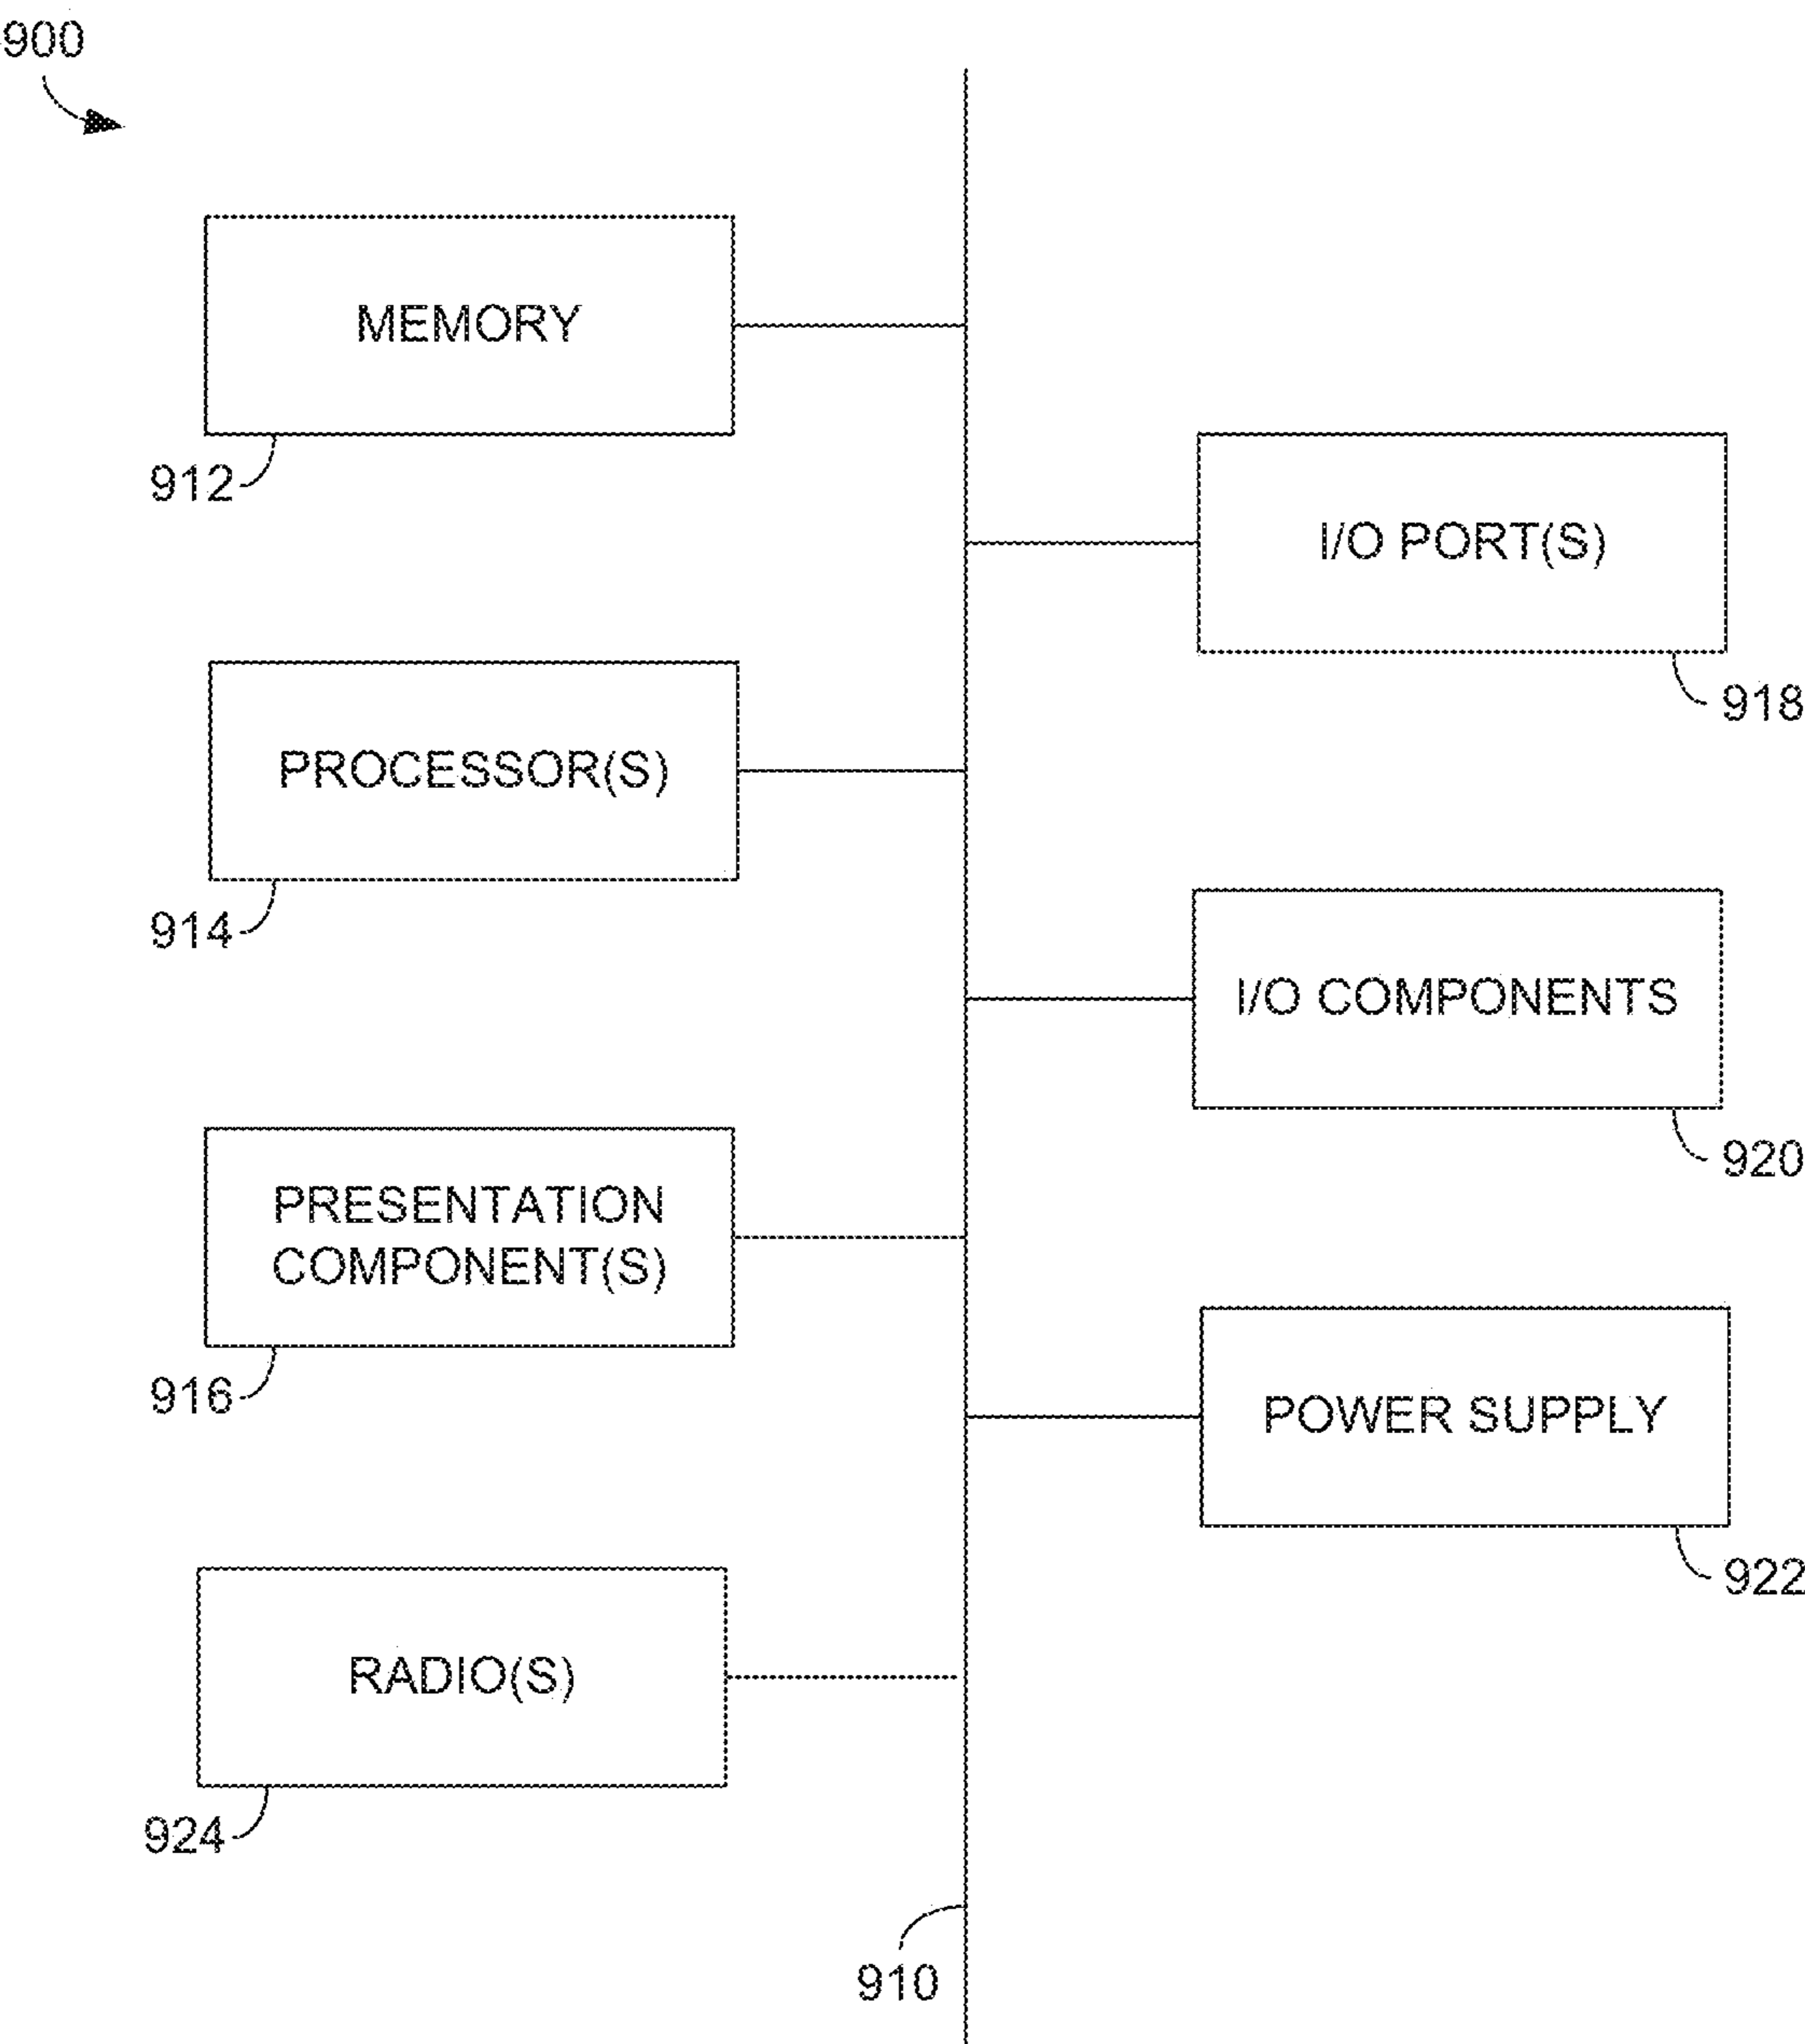 900
MEMORY
912
I/O PORT(S)
918
PROCESSOR(S)
914
I/O COMPONENTS
920
PRESENTATION
COMPONENT(S)
916
POWER SUPPLY
922
RADIO(S)
924
910